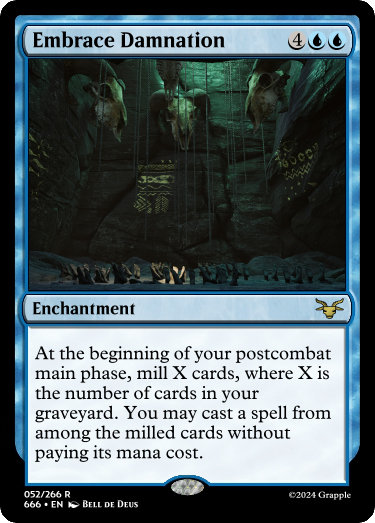 Embrace Damnation 4
Enchantment
At the beginning of your postcombat
main phase, mill X cards, where X is
the number of cards in your
graveyard. You may cast a spell from
among the milled cards without
paying its mana cost.
052/266 R
666 • EN Bell de Deus
©2024 Grapple